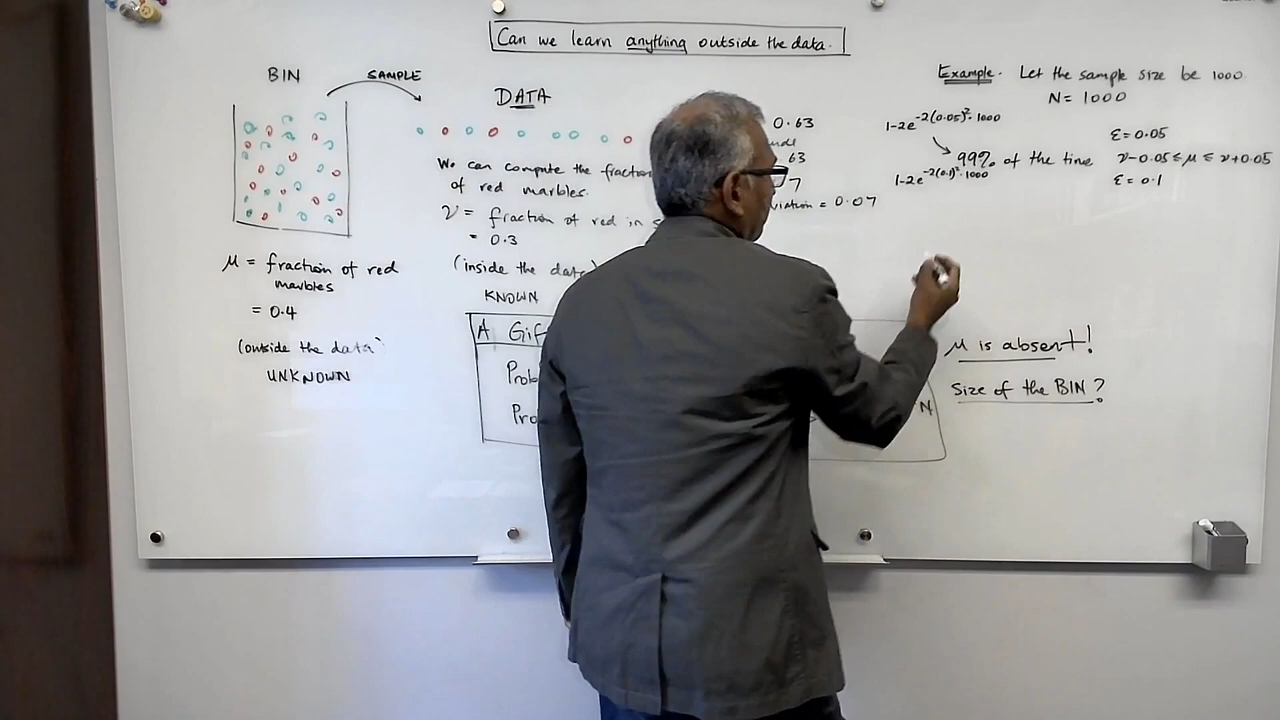 Can we learn anything outside the data.
BIN
SAMPLE
DATA
We can compute the fraction
of red marbles.
ν = fraction of red in
= 0.3
(inside the data)
KNOWN
μ = fraction of red
marbles
= 0.4
(outside the data)
UNKNOWN
A Gif
Prob
Pro
0.63
63
7
viation = 0.07
N
Example. Let the sample size be 1000
N = 1000
1-2e^-2(0.05)²·1000
ε = 0.05
99% of the time ν-0.05 ≤ μ ≤ ν+0.05
1-2e^-2(0.1)²·1000
ε = 0.1
μ is absent!
Size of the BIN?